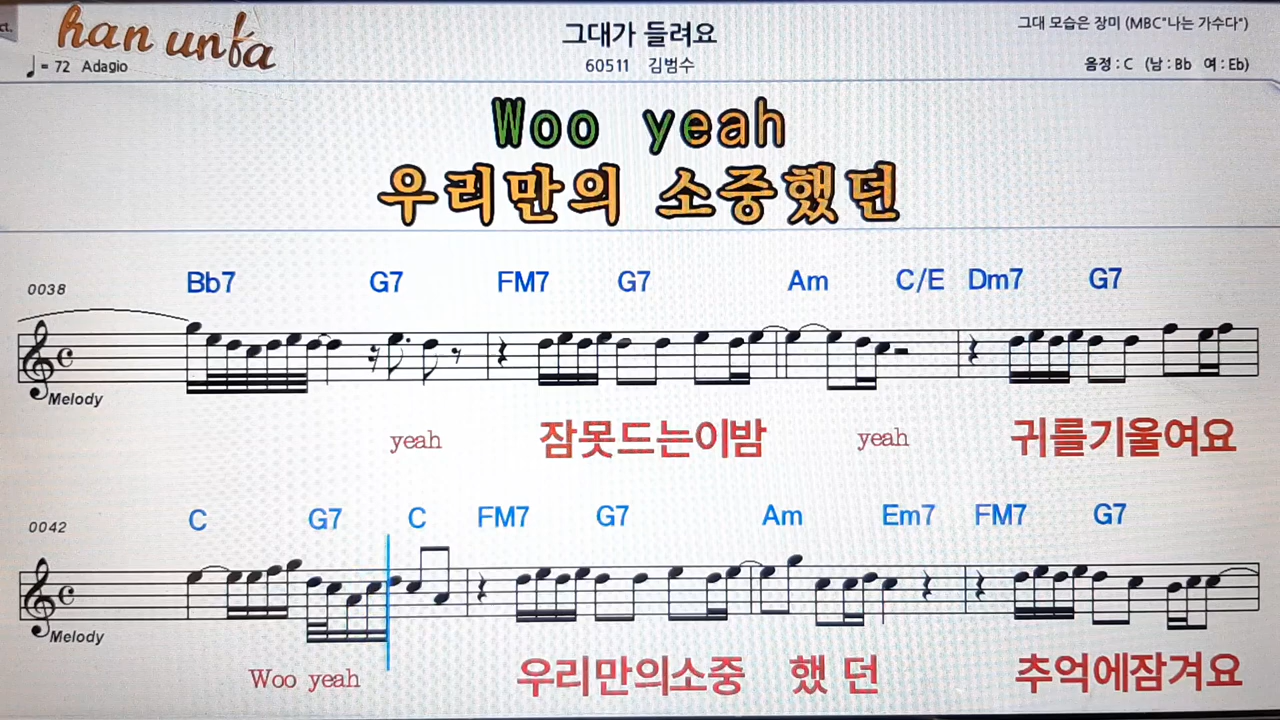 ct.
han unfa
♩= 72 Adagio
그대가 들려요
60511 김범수
그대 모습은 장미 (MBC"나는 가수다")
음정 : C (남 : Bb 여 : Eb)
Woo yeah
우리만의 소중했던
0038 Bb7 G7 FM7 G7 Am C/E Dm7 G7
Melody
yeah 잠못드는이밤 yeah 귀를기울여요
0042 C G7 C FM7 G7 Am Em7 FM7 G7
Melody
Woo yeah 우리만의소중 했 던 추억에잠겨요